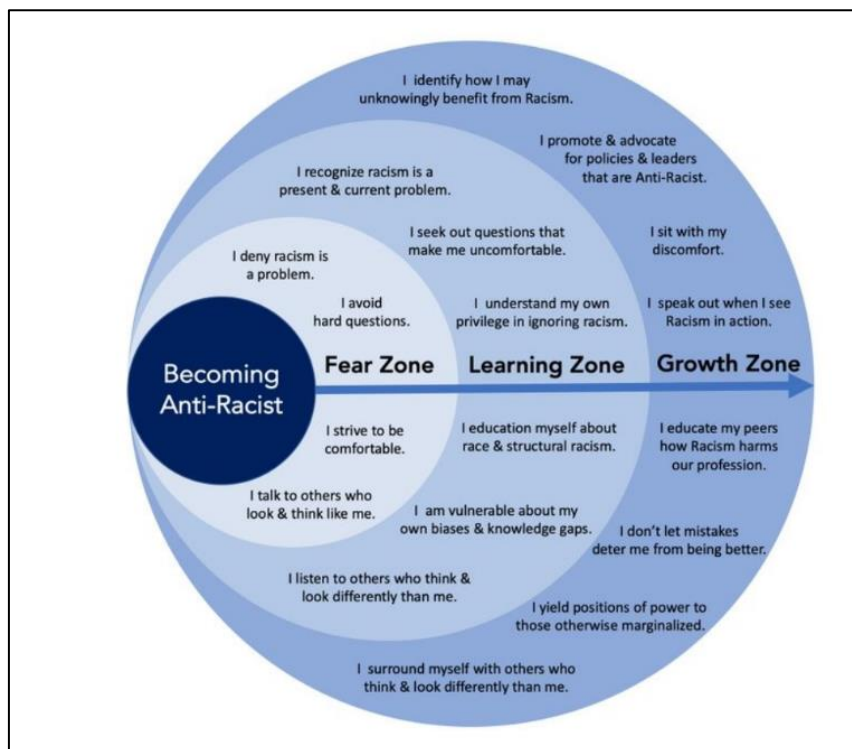 I identify how I may
unknowingly benefit from Racism.
I promote & advocate
for policies & leaders
that are Anti-Racist.
I recognize racism is a
present & current problem.
I seek out questions that
make me uncomfortable.
I sit with my
discomfort.
I deny racism is
a problem.
I avoid
hard questions.
I understand my own
privilege in ignoring racism.
I speak out when I see
Racism in action.
Becoming
Anti-Racist
Fear Zone
Learning Zone
Growth Zone
I strive to be
comfortable.
I education myself about
race & structural racism.
I educate my peers
how Racism harms
our profession.
I talk to others who
look & think like me.
I am vulnerable about my
own biases & knowledge gaps.
I don't let mistakes
deter me from being better.
I listen to others who think &
look differently than me.
I yield positions of power to
those otherwise marginalized.
I surround myself with others who
think & look differently than me.